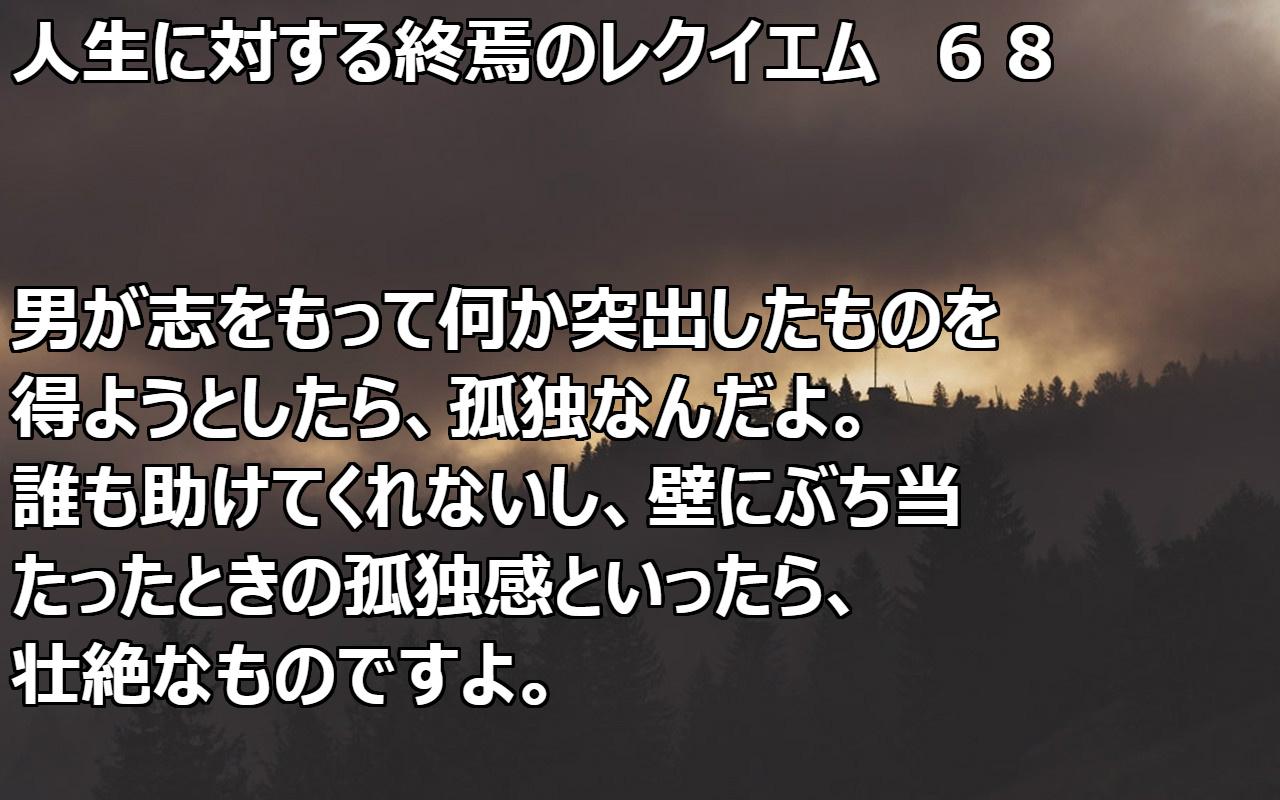 人生に対する終焉のレクイエム　６８
男が志をもって何か突出したものを
得ようとしたら、孤独なんだよ。
誰も助けてくれないし、壁にぶち当
たったときの孤独感といったら、
壮絶なものですよ。